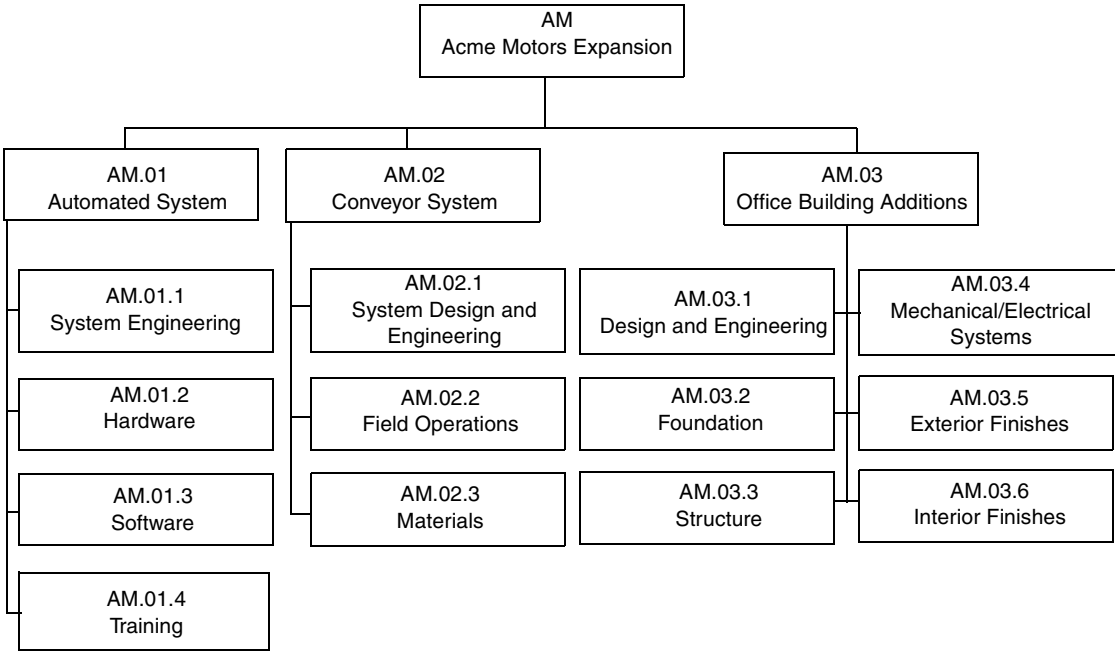 AM
Acme Motors Expansion
AM.01
Automated System
AM.02
Conveyor System
AM.03
Office Building Additions
AM.01.1
System Engineering
AM.01.2
Hardware
AM.01.3
Software
AM.01.4
Training
AM.02.1
System Design and
Engineering
AM.02.2
Field Operations
AM.02.3
Materials
AM.03.1
Design and Engineering
AM.03.2
Foundation
AM.03.3
Structure
AM.03.4
Mechanical/Electrical
Systems
AM.03.5
Exterior Finishes
AM.03.6
Interior Finishes